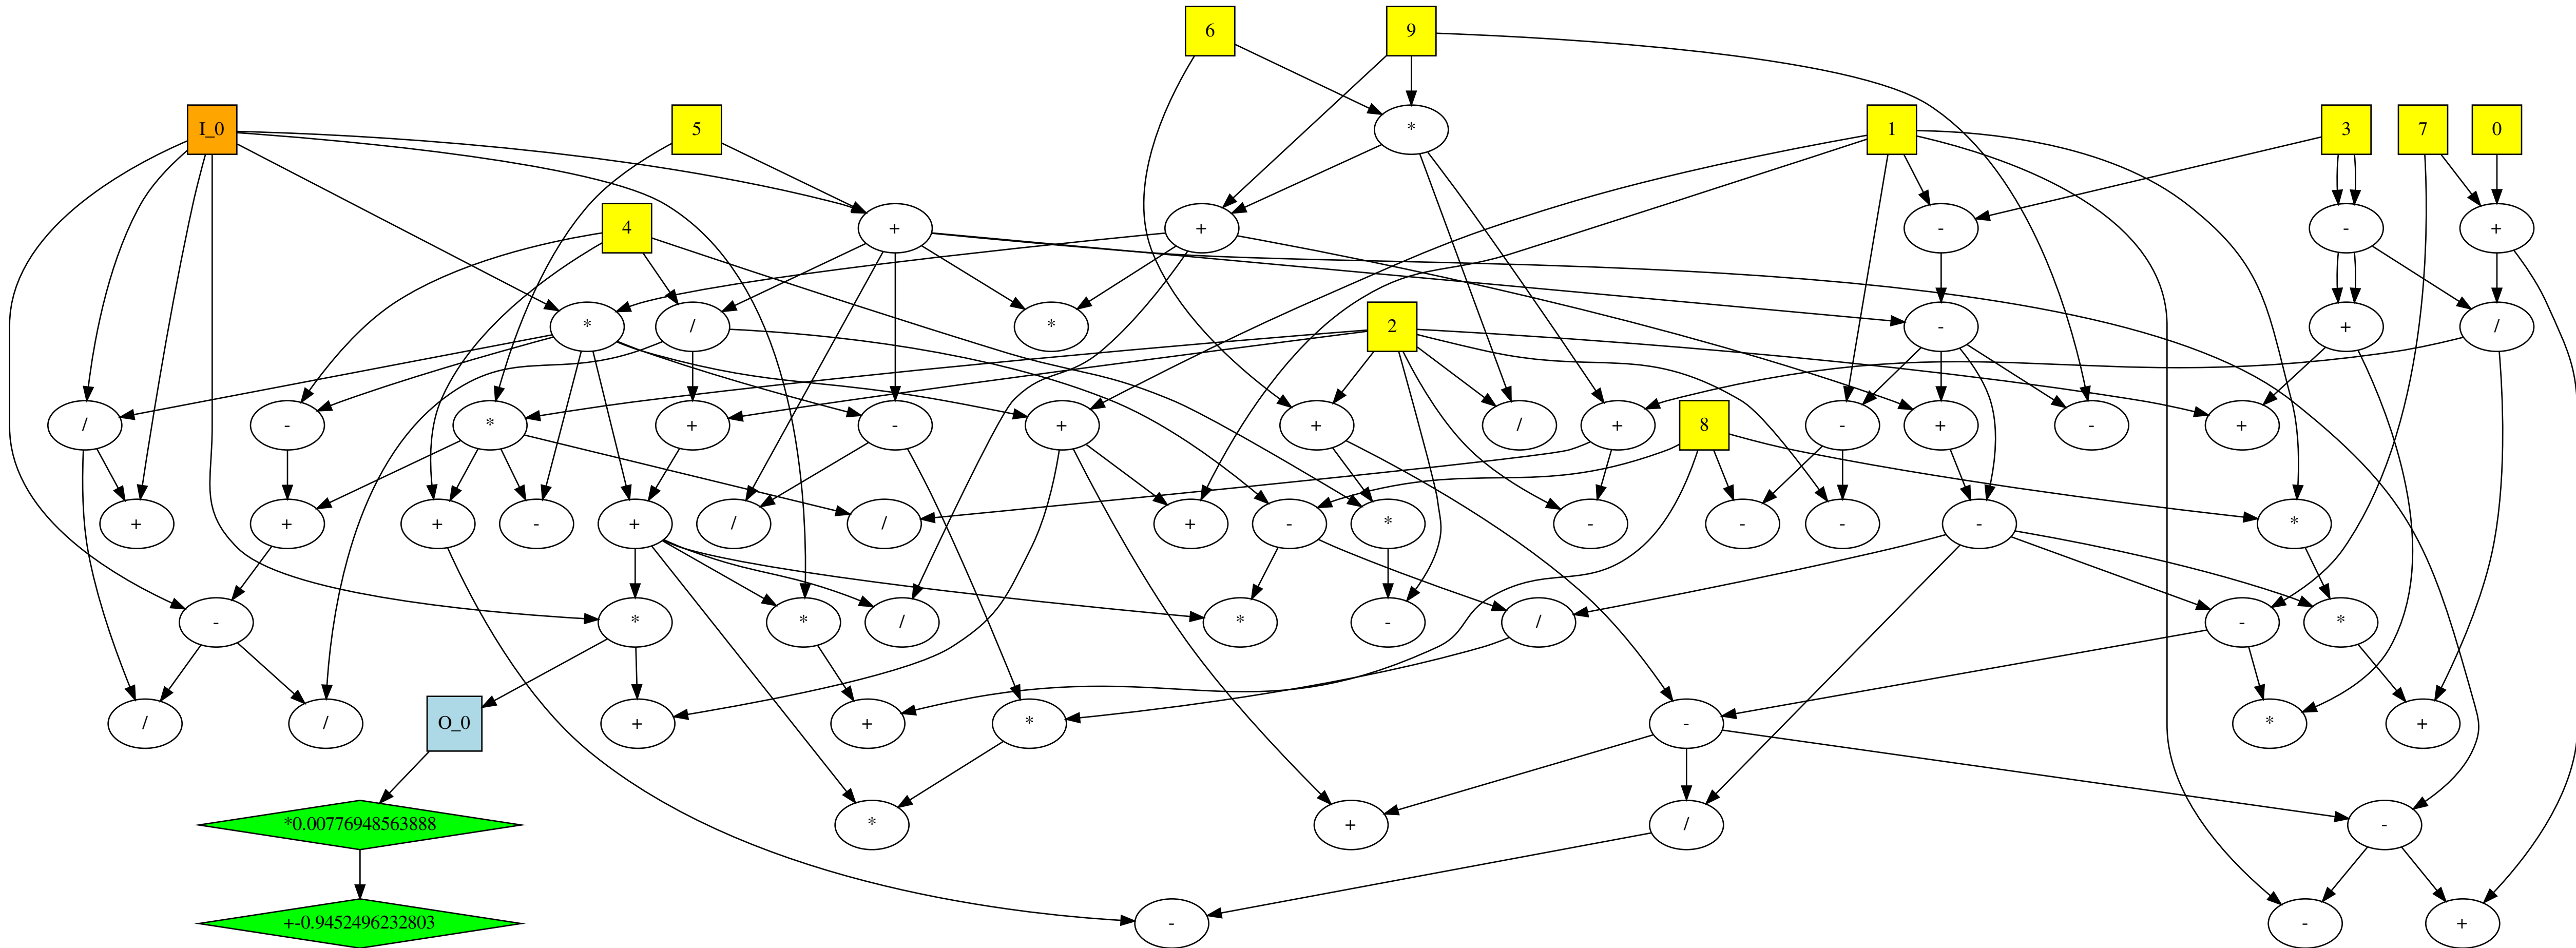 6 9
I_0 5 * 1 3 7 0
4 + + - - +
* / * 2 - + /
/ - * + - + + / + 8 - + - +
+ + + - + / / + - * - - - - *
- * * / * - / - *
/ / + O_0 + * - * +
*0.00776948563888 * + / -
+-0.9452496232803 - - +